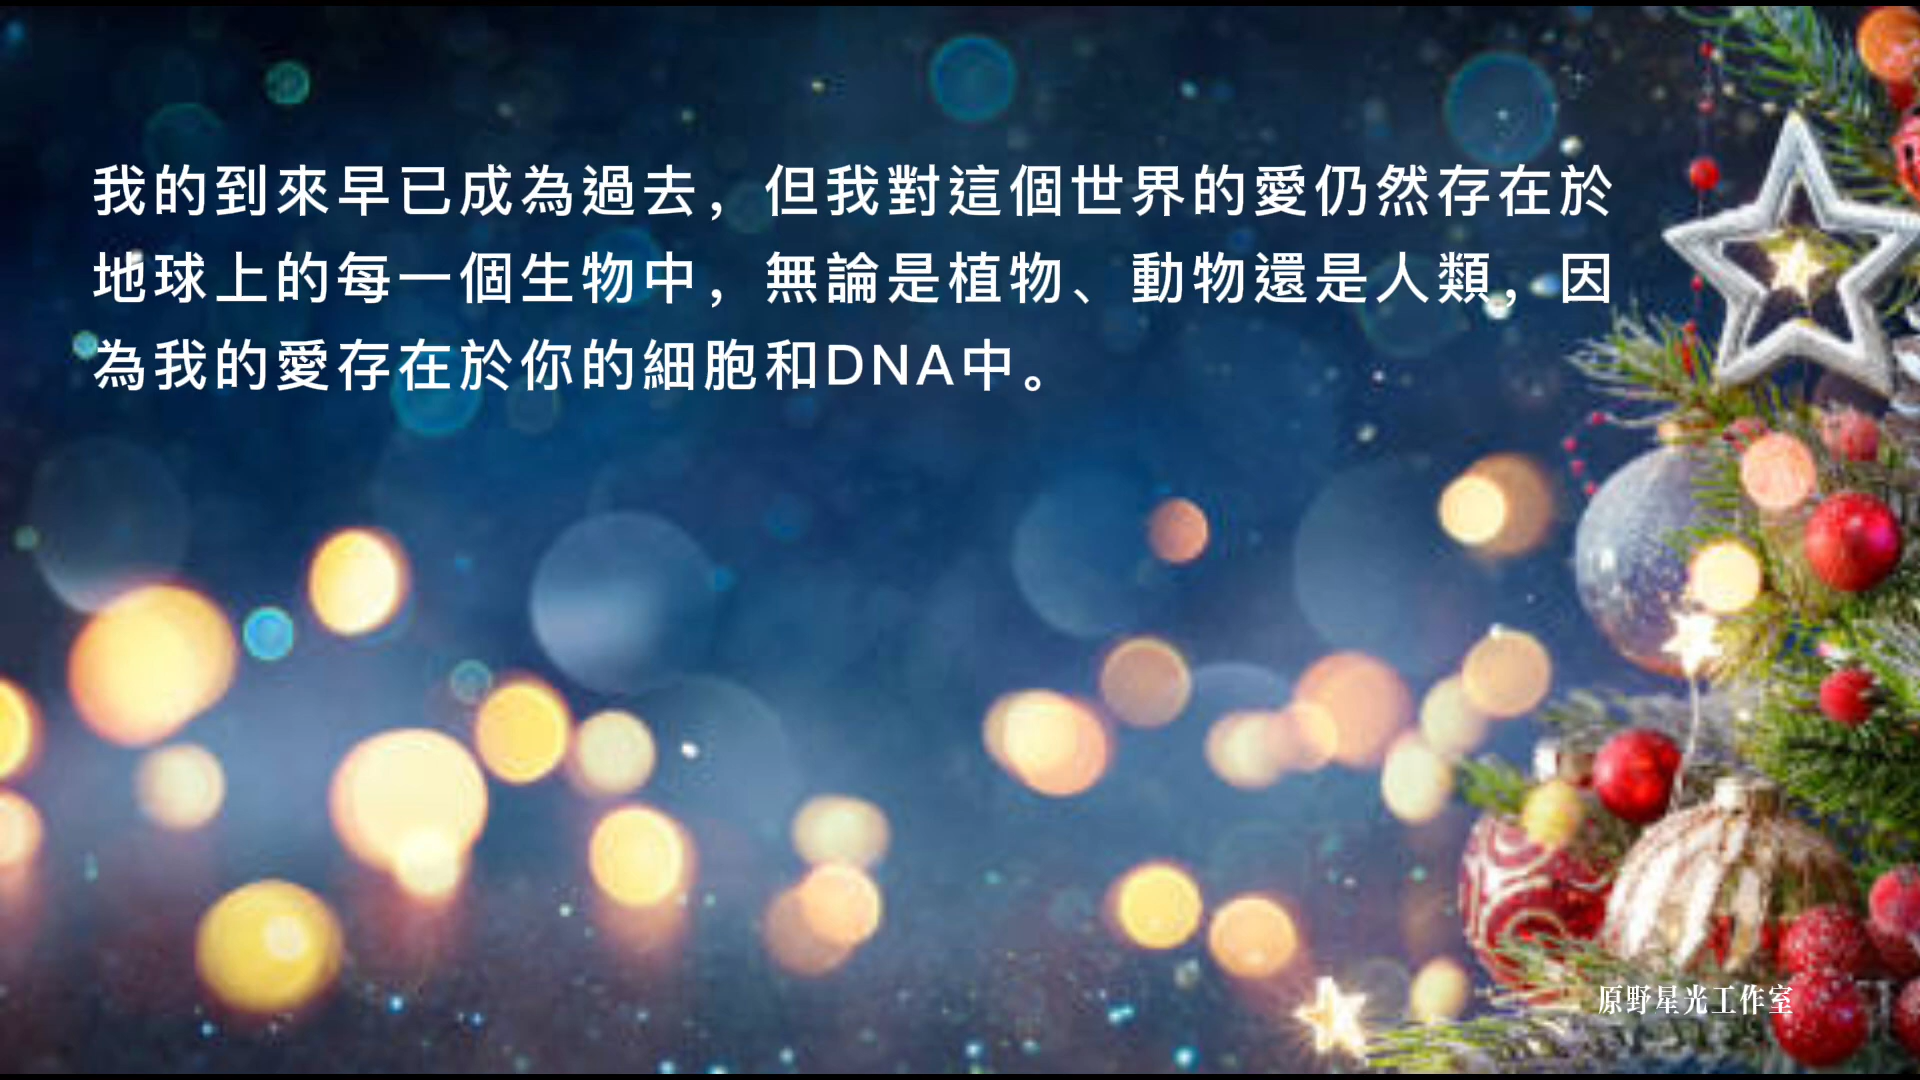 我的到來早已成為過去，但我對這個世界的愛仍然存在於
地球上的每一個生物中，無論是植物、動物還是人類，因
為我的愛存在於你的細胞和DNA中。
原野星光工作室